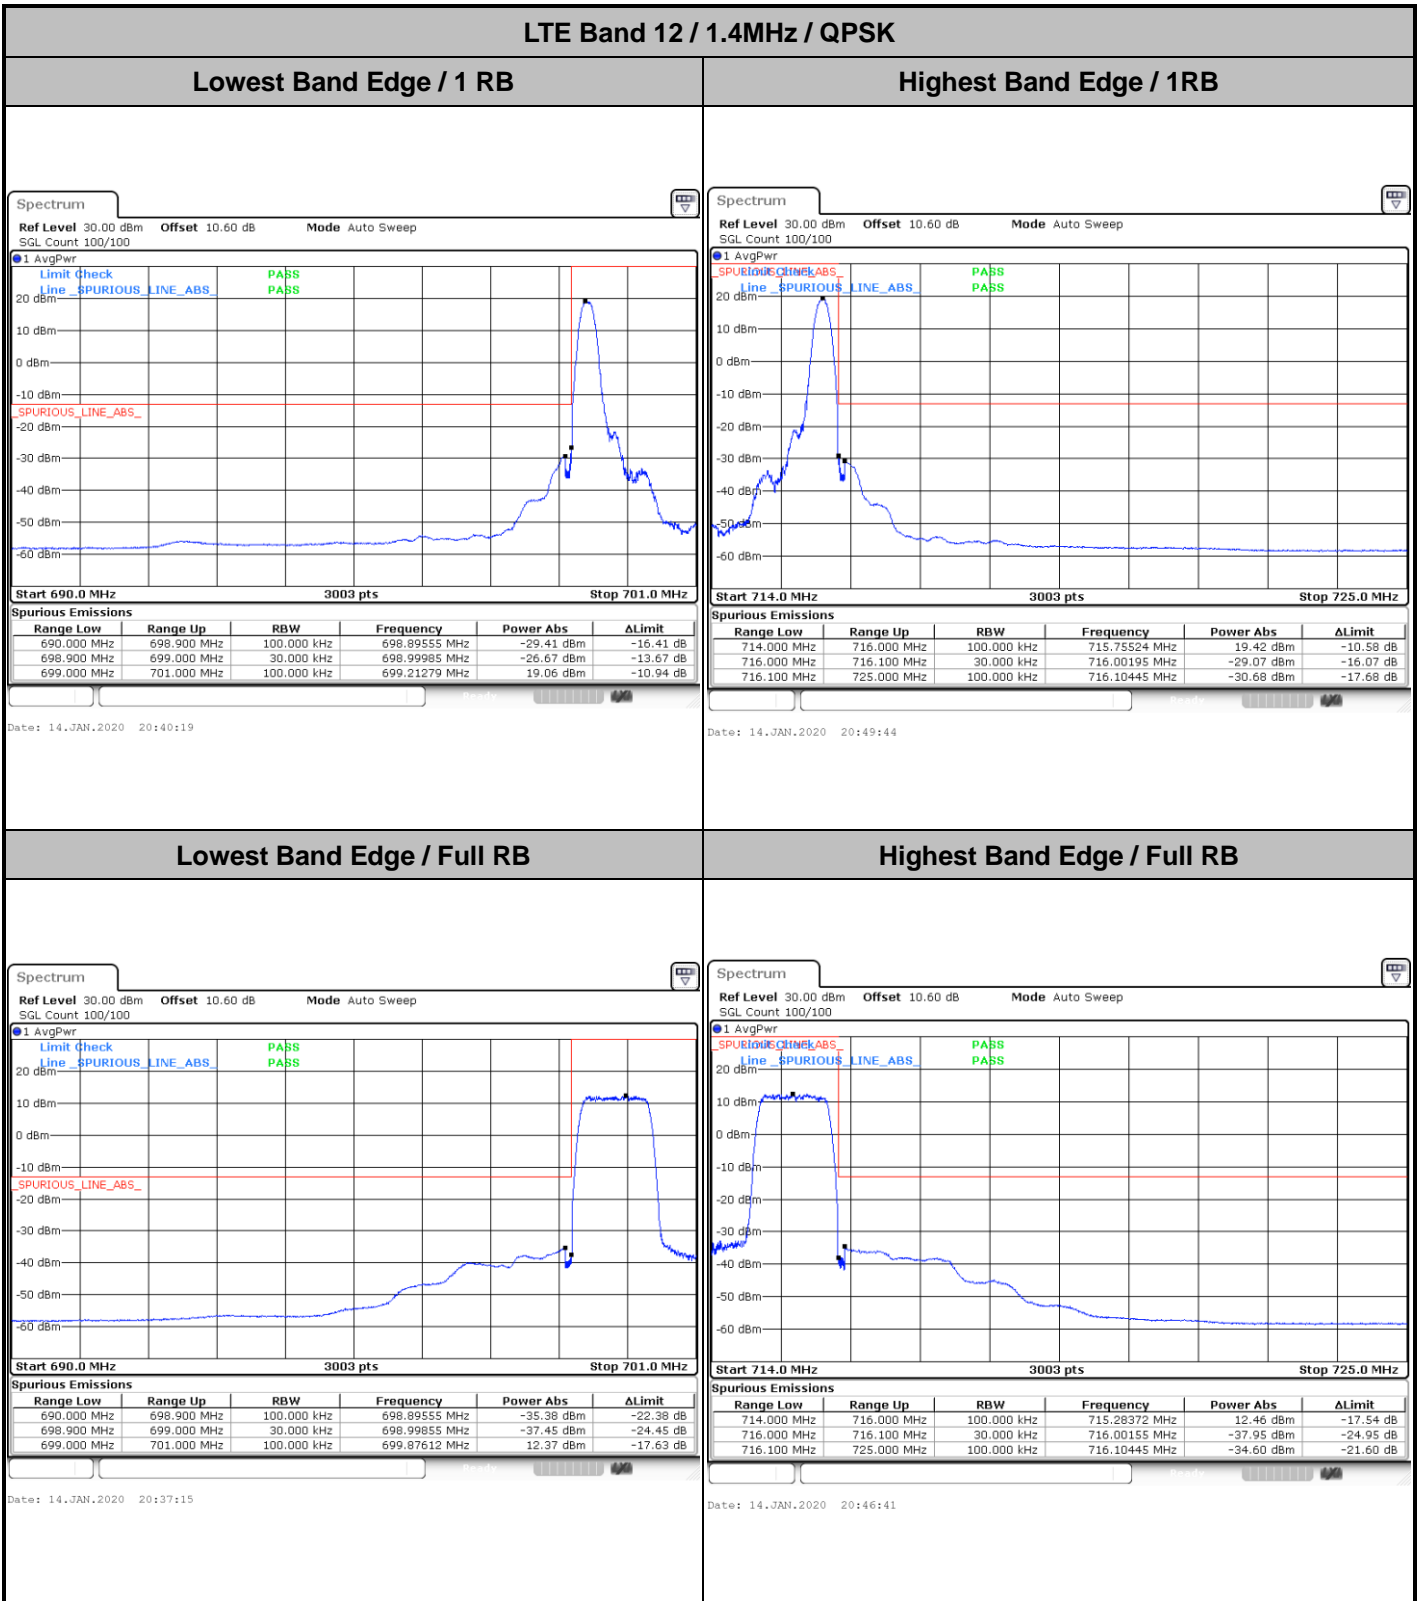 LTE Band 12 / 1.4MHz / QPSK
Lowest Band Edge / 1 RB
Highest Band Edge / 1RB
Spectrum
Ref Level 30.00 dBm Offset 10.60 dB Mode Auto Sweep
SGL Count 100/100
1 AvgPwr
Limit Check PASS
Line _SPURIOUS_LINE_ABS_ PASS
20 dBm
10 dBm
0 dBm
-10 dBm
_SPURIOUS_LINE_ABS_
-20 dBm
-30 dBm
-40 dBm
-50 dBm
-60 dBm
Start 690.0 MHz 3003 pts Stop 701.0 MHz
Spurious Emissions
Range Low Range Up RBW Frequency Power Abs ΔLimit
690.000 MHz 698.900 MHz 100.000 kHz 698.89555 MHz -29.41 dBm -16.41 dB
698.900 MHz 699.000 MHz 30.000 kHz 698.99985 MHz -26.67 dBm -13.67 dB
699.000 MHz 701.000 MHz 100.000 kHz 699.21279 MHz 19.06 dBm -10.94 dB
Ready
Date: 14.JAN.2020 20:40:19
Spectrum
Ref Level 30.00 dBm Offset 10.60 dB Mode Auto Sweep
SGL Count 100/100
1 AvgPwr
_SPURIOUS_LINE_ABS_
Limit Check PASS
Line _SPURIOUS_LINE_ABS_ PASS
20 dBm
10 dBm
0 dBm
-10 dBm
-20 dBm
-30 dBm
-40 dBm
-50 dBm
-60 dBm
Start 714.0 MHz 3003 pts Stop 725.0 MHz
Spurious Emissions
Range Low Range Up RBW Frequency Power Abs ΔLimit
714.000 MHz 716.000 MHz 100.000 kHz 715.75524 MHz 19.42 dBm -10.58 dB
716.000 MHz 716.100 MHz 30.000 kHz 716.00195 MHz -29.07 dBm -16.07 dB
716.100 MHz 725.000 MHz 100.000 kHz 716.10445 MHz -30.68 dBm -17.68 dB
Ready
Date: 14.JAN.2020 20:49:44
Lowest Band Edge / Full RB
Highest Band Edge / Full RB
Spectrum
Ref Level 30.00 dBm Offset 10.60 dB Mode Auto Sweep
SGL Count 100/100
1 AvgPwr
Limit Check PASS
Line _SPURIOUS_LINE_ABS_ PASS
20 dBm
10 dBm
0 dBm
-10 dBm
_SPURIOUS_LINE_ABS_
-20 dBm
-30 dBm
-40 dBm
-50 dBm
-60 dBm
Start 690.0 MHz 3003 pts Stop 701.0 MHz
Spurious Emissions
Range Low Range Up RBW Frequency Power Abs ΔLimit
690.000 MHz 698.900 MHz 100.000 kHz 698.89555 MHz -35.38 dBm -22.38 dB
698.900 MHz 699.000 MHz 30.000 kHz 698.99855 MHz -37.45 dBm -24.45 dB
699.000 MHz 701.000 MHz 100.000 kHz 699.87612 MHz 12.37 dBm -17.63 dB
Ready
Date: 14.JAN.2020 20:37:15
Spectrum
Ref Level 30.00 dBm Offset 10.60 dB Mode Auto Sweep
SGL Count 100/100
1 AvgPwr
_SPURIOUS_LINE_ABS_
Limit Check PASS
Line _SPURIOUS_LINE_ABS_ PASS
20 dBm
10 dBm
0 dBm
-10 dBm
-20 dBm
-30 dBm
-40 dBm
-50 dBm
-60 dBm
Start 714.0 MHz 3003 pts Stop 725.0 MHz
Spurious Emissions
Range Low Range Up RBW Frequency Power Abs ΔLimit
714.000 MHz 716.000 MHz 100.000 kHz 715.28372 MHz 12.46 dBm -17.54 dB
716.000 MHz 716.100 MHz 30.000 kHz 716.00155 MHz -37.95 dBm -24.95 dB
716.100 MHz 725.000 MHz 100.000 kHz 716.10445 MHz -34.60 dBm -21.60 dB
Ready
Date: 14.JAN.2020 20:46:41